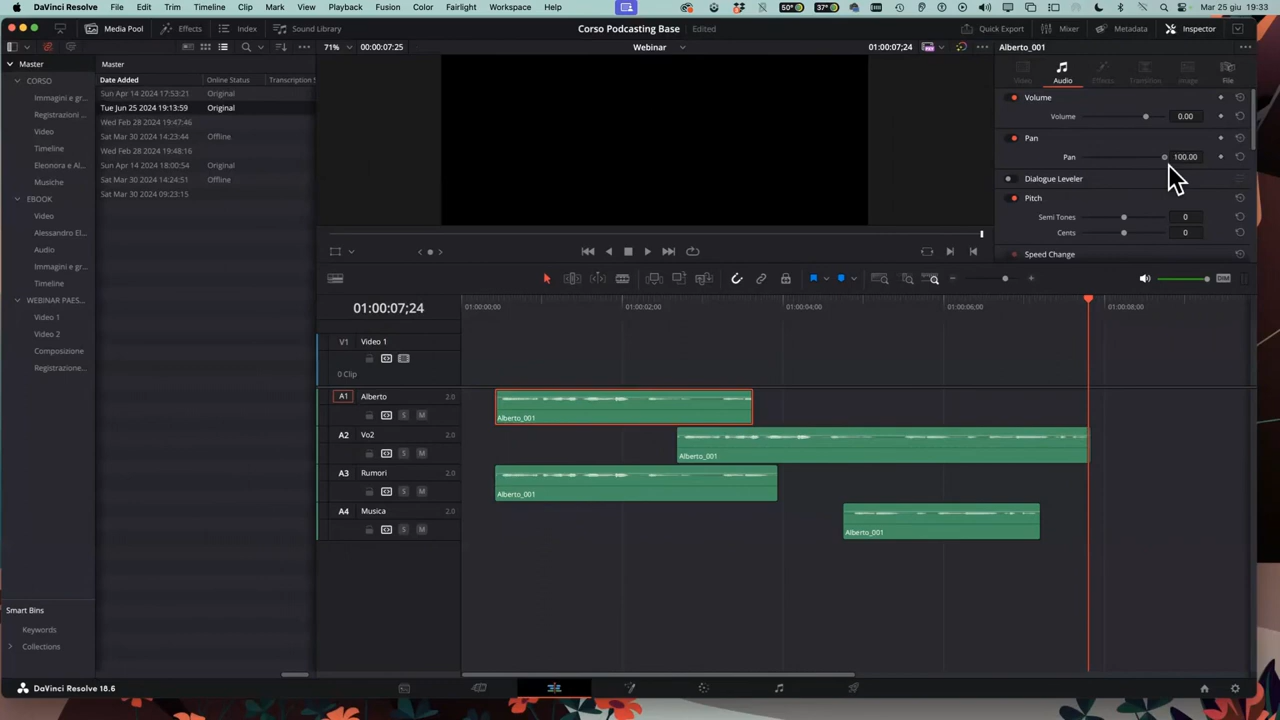 DaVinci Resolve File Edit Trim Timeline Clip Mark View Playback Fusion Color Fairlight Workspace Help 50° 37° Mar 25 giu 19:33
Media Pool Effects Index Sound Library Corso Podcasting Base Edited Quick Export Mixer Metadata Inspector
71% 00:00:07:25 Webinar 01:00:07;24 Alberto_001
Master Master
Date Added Online Status Transcription S
CORSO
Immagini e gr...
Registrazioni ...
Video
Timeline
Eleonora e Al...
Musiche
EBOOK
Video
Alessandro El...
Audio
Immagini e gr...
Timeline
WEBINAR PAES...
Video 1
Video 2
Composizione
Registrazione...
Sun Apr 14 2024 17:53:21 Original
Tue Jun 25 2024 19:13:59 Original
Wed Feb 28 2024 19:47:46
Sat Mar 30 2024 14:23:44 Offline
Wed Feb 28 2024 19:48:16
Sun Apr 14 2024 18:00:54 Original
Sat Mar 30 2024 14:24:51 Offline
Sat Mar 30 2024 09:23:15
Video Audio Effects Transition Image File
Volume
Volume 0.00
Pan
Pan 100.00
Dialogue Leveler
Pitch
Semi Tones 0
Cents 0
Speed Change
DIM
01:00:07;24
01:00:00;00 01:00:02;00 01:00:04;00 01:00:06;00 01:00:08;00
V1 Video 1
0 Clip
A1 Alberto 2.0
S M
Alberto_001
A2 Vo2 2.0
S M
Alberto_001
A3 Rumori 2.0
S M
Alberto_001
A4 Musica 2.0
S M
Alberto_001
Smart Bins
Keywords
Collections
DaVinci Resolve 18.6